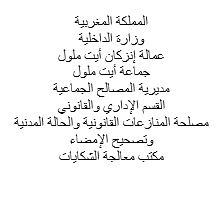 المملكة المغربية
وزارة الداخلية
عمالة إنزكان أيت ملول
جماعة أيت ملول
مديرية المصالح الجماعية
القسم الإداري والقانوني
مصلحة المنازعات القانونية والحالة المدنية
وتصحيح الإمضاء
مكتب معالجة الشكايات